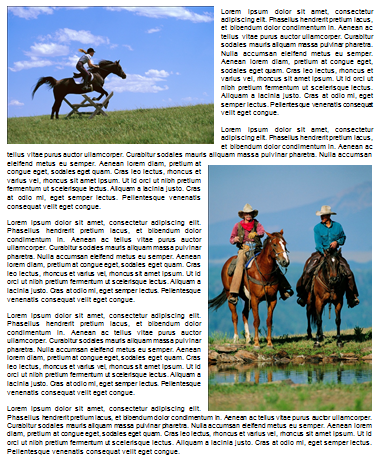 Lorem ipsum dolor sit amet, consectetur
adipiscing elit. Phasellus hendrerit pretium lacus,
et bibendum dolor condimentum in. Aenean ac
tellus vitae purus auctor ullamcorper. Curabitur
sodales mauris aliquam massa pulvinar pharetra.
Nulla accumsan eleifend metus eu semper.
Aenean lorem diam, pretium at congue eget,
sodales eget quam. Cras leo lectus, rhoncus et
varius vel, rhoncus sit amet ipsum. Ut id orci ut
nibh fermentum ut scelerisque lectus.
Aliquam a lacinia justo. Cras at odio mi, eget
semper lectus. Pellentesque venenatis consequat
velit eget congue.
Lorem ipsum dolor sit amet, consectetur
adipiscing elit. Phasellus hendrerit pretium lacus,
et bibendum dolor condimentum in. Aenean ac
tellus vitae purus auctor ullamcorper. Curabitur sodales mauris aliquam massa pulvinar pharetra. Nulla accumsan
eleifend metus eu semper. Aenean lorem diam, pretium at
congue eget, sodales eget quam. Cras leo lectus, rhoncus et
varius vel, rhoncus sit amet ipsum. Ut id orci ut nibh
fermentum ut scelerisque lectus. Aliquam a lacinia justo. Cras
at odio mi, eget semper lectus. Pellentesque venenatis
consequat velit eget congue.
Lorem ipsum dolor sit amet, consectetur adipiscing elit.
Phasellus hendrerit pretium lacus, et bibendum dolor
condimentum in. Aenean ac tellus vitae purus auctor
ullamcorper. Curabitur sodales mauris aliquam massa pulvinar
pharetra. Nulla accumsan eleifend metus eu semper. Aenean
lorem diam, pretium at congue eget, sodales eget quam. Cras
leo lectus, rhoncus et varius vel, rhoncus sit amet ipsum. Ut id
orci ut nibh fermentum ut scelerisque lectus. Aliquam a
lacinia justo. Cras at odio mi, eget semper lectus. Pellentesque
venenatis consequat velit eget congue.
Lorem ipsum dolor sit amet, consectetur adipiscing elit.
Phasellus hendrerit pretium lacus, et bibendum dolor
condimentum in. Aenean ac tellus vitae purus auctor
ullamcorper. Curabitur sodales mauris aliquam massa pulvinar
pharetra. Nulla accumsan eleifend metus eu semper. Aenean
lorem diam, pretium at congue eget, sodales eget quam. Cras
leo lectus, rhoncus et varius vel, rhoncus sit amet ipsum. Ut id
orci ut nibh fermentum ut scelerisque lectus. Aliquam a
lacinia justo. Cras at odio mi, eget semper lectus. Pellentesque
venenatis consequat velit eget congue.
Lorem ipsum dolor sit amet, consectetur adipiscing elit.
Phasellus hendrerit pretium lacus, et bibendum dolor condimentum in. Aenean ac tellus vitae purus auctor ullamcorper.
Curabitur sodales mauris aliquam massa pulvinar pharetra. Nulla accumsan eleifend metus eu semper. Aenean lorem
diam, pretium at congue eget, sodales eget quam. Cras leo lectus, rhoncus et varius vel, rhoncus sit amet ipsum. Ut id
orci ut nibh fermentum ut scelerisque lectus. Aliquam a lacinia justo. Cras at odio mi, eget semper lectus. Pellentesque
venenatis consequat velit eget congue.